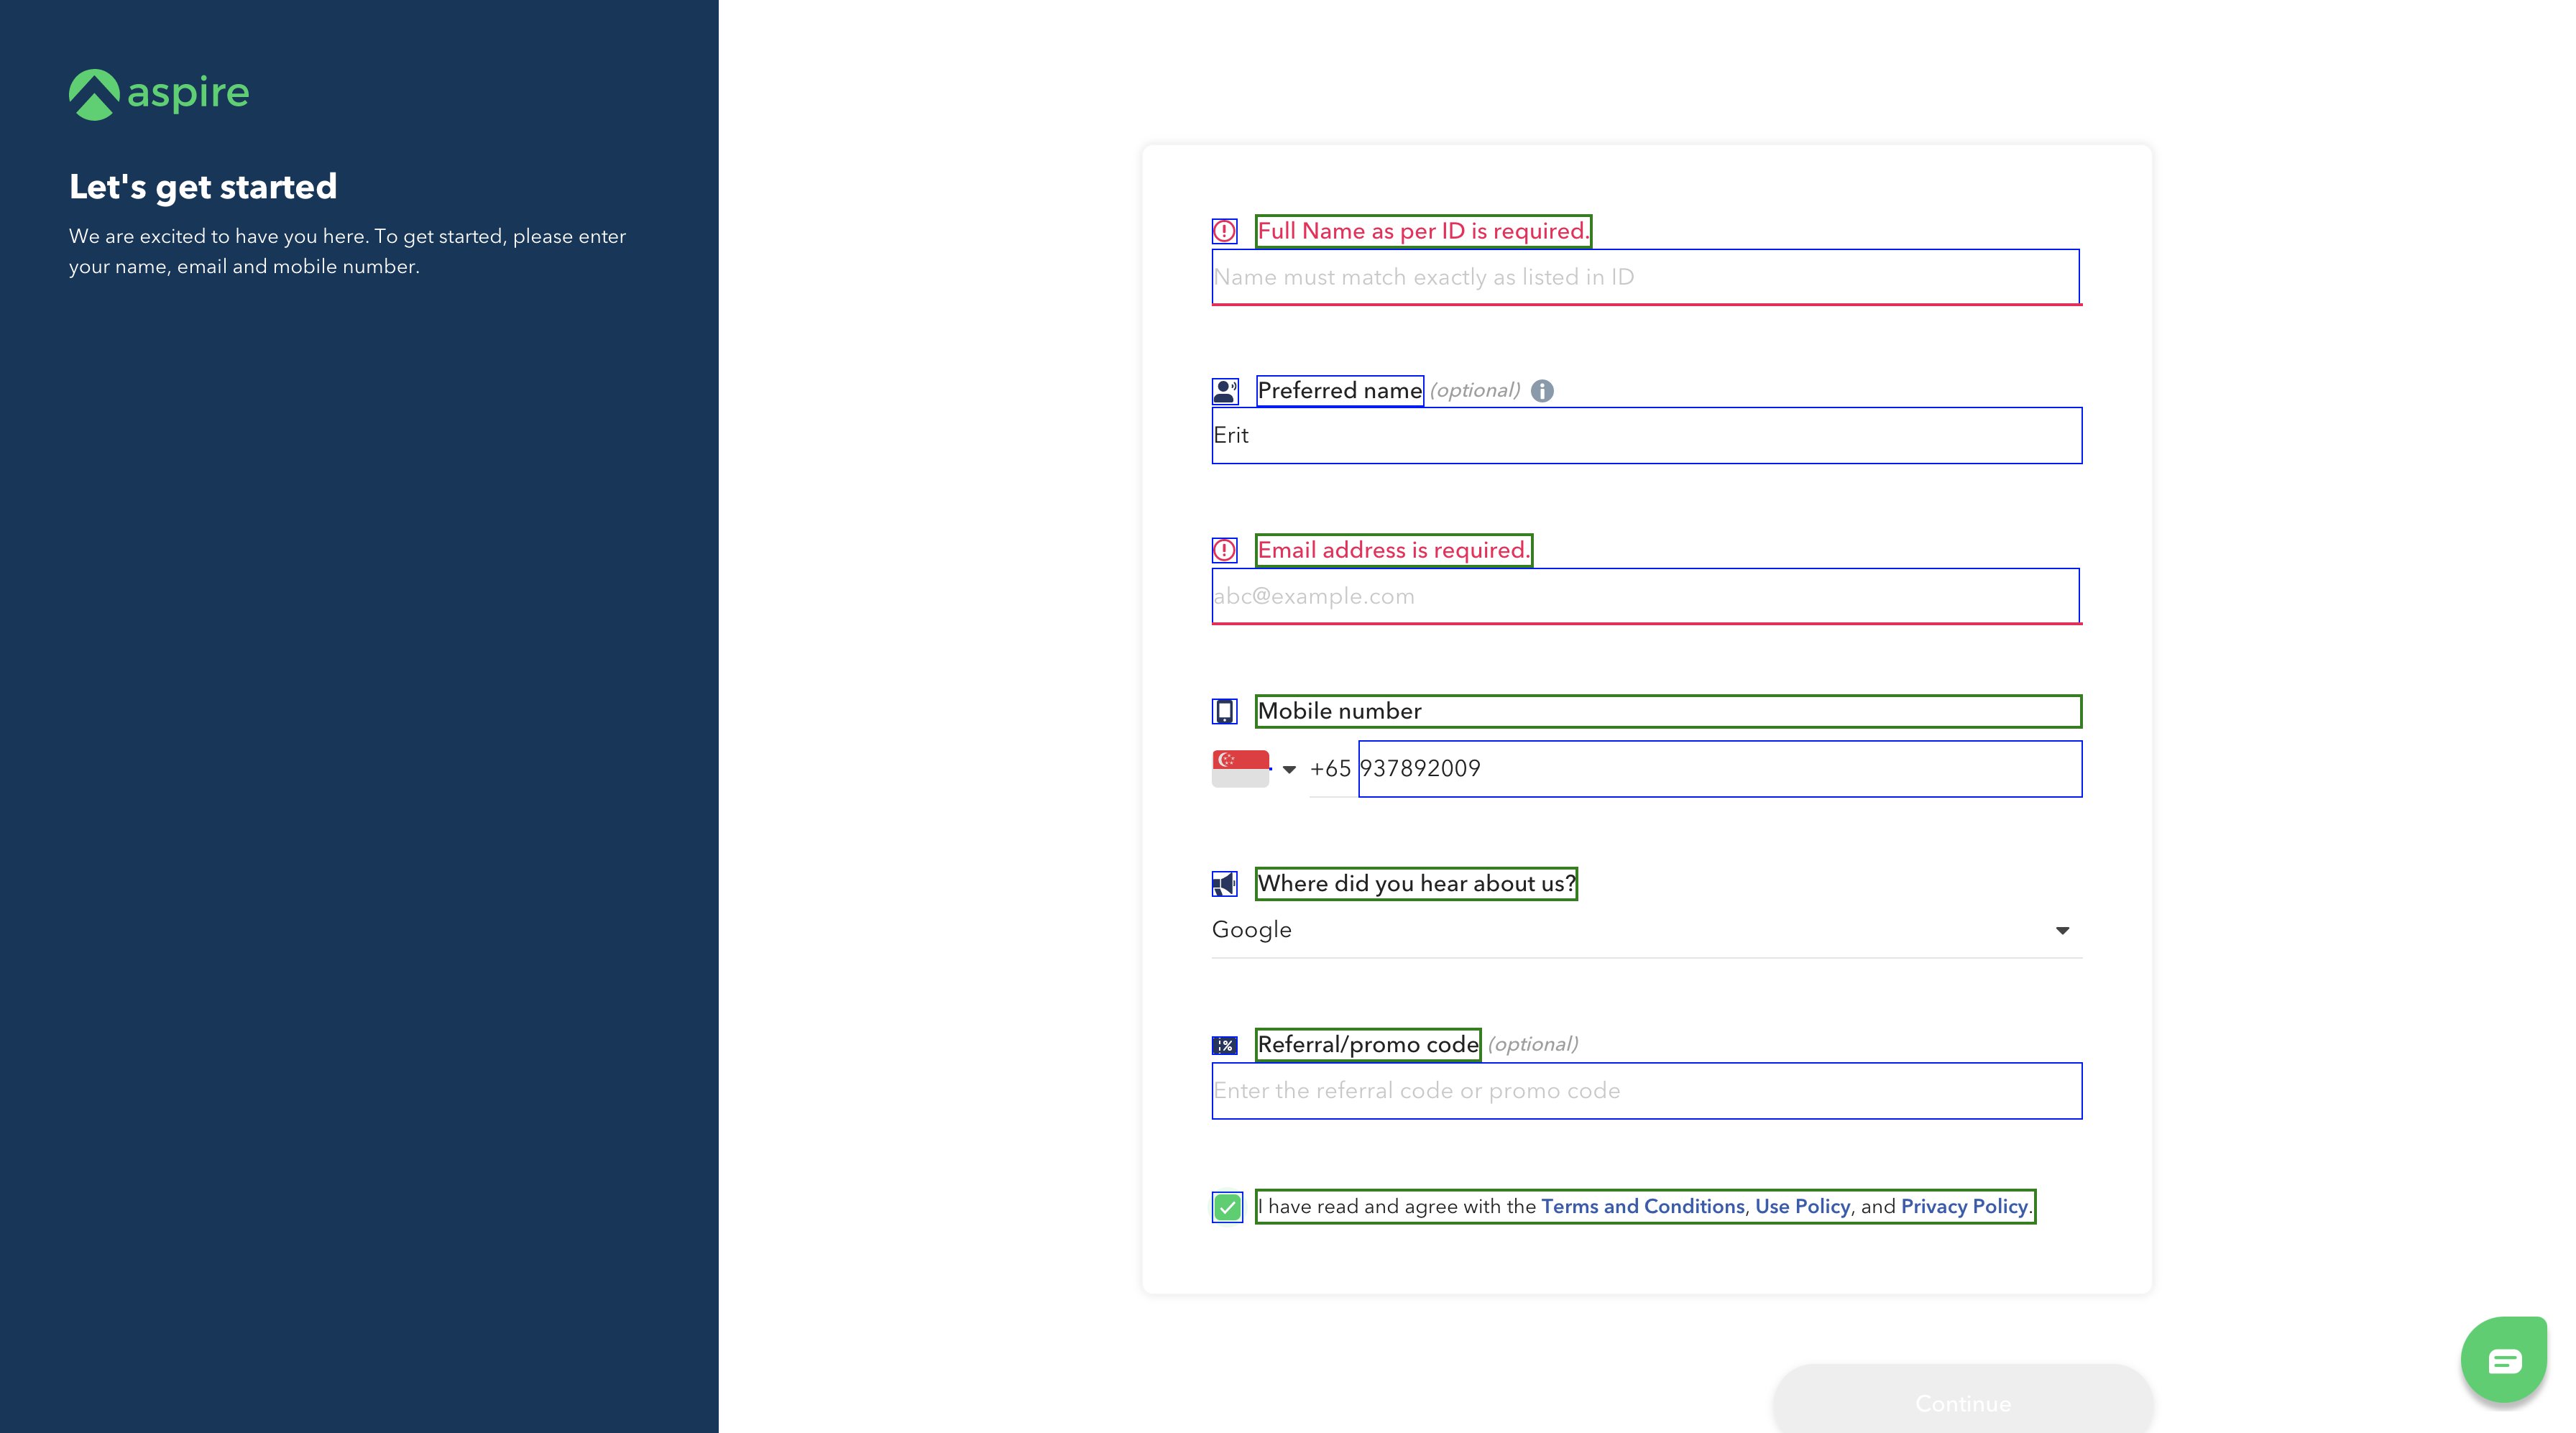 aspire
Let's get started
We are excited to have you here. To get started, please enter
your name, email and mobile number.
Full Name as per ID is required.
Name must match exactly as listed in ID
Preferred name (optional)
Erit
Email address is required.
abc@example.com
Mobile number
+65 937892009
Where did you hear about us?
Google
Referral/promo code (optional)
Enter the referral code or promo code
I have read and agree with the Terms and Conditions, Use Policy, and Privacy Policy.
Continue